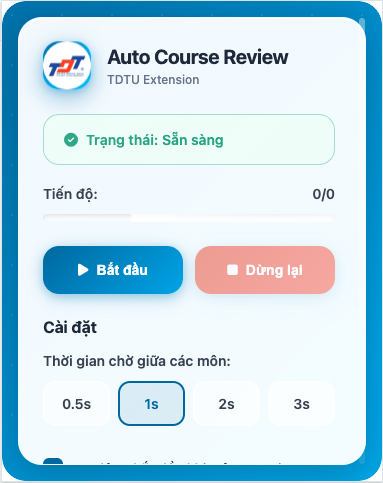 TDT
Auto Course Review
TDTU Extension
Trạng thái: Sẵn sàng
Tiến độ:
0/0
Bắt đầu
Dừng lại
Cài đặt
Thời gian chờ giữa các môn:
0.5s
1s
2s
3s